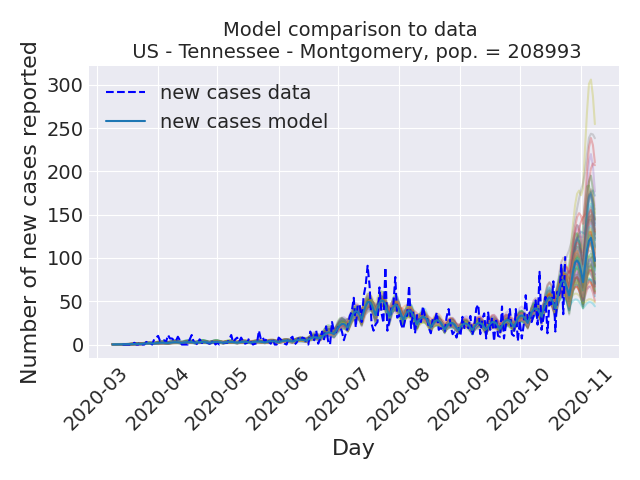 Model comparison to data
US - Tennessee - Montgomery, pop. = 208993
Number of new cases reported
300
250
200
150
100
50
0
new cases data
new cases model
2020-03
2020-04
2020-05
2020-06
2020-07
2020-08
2020-09
2020-10
2020-11
Day